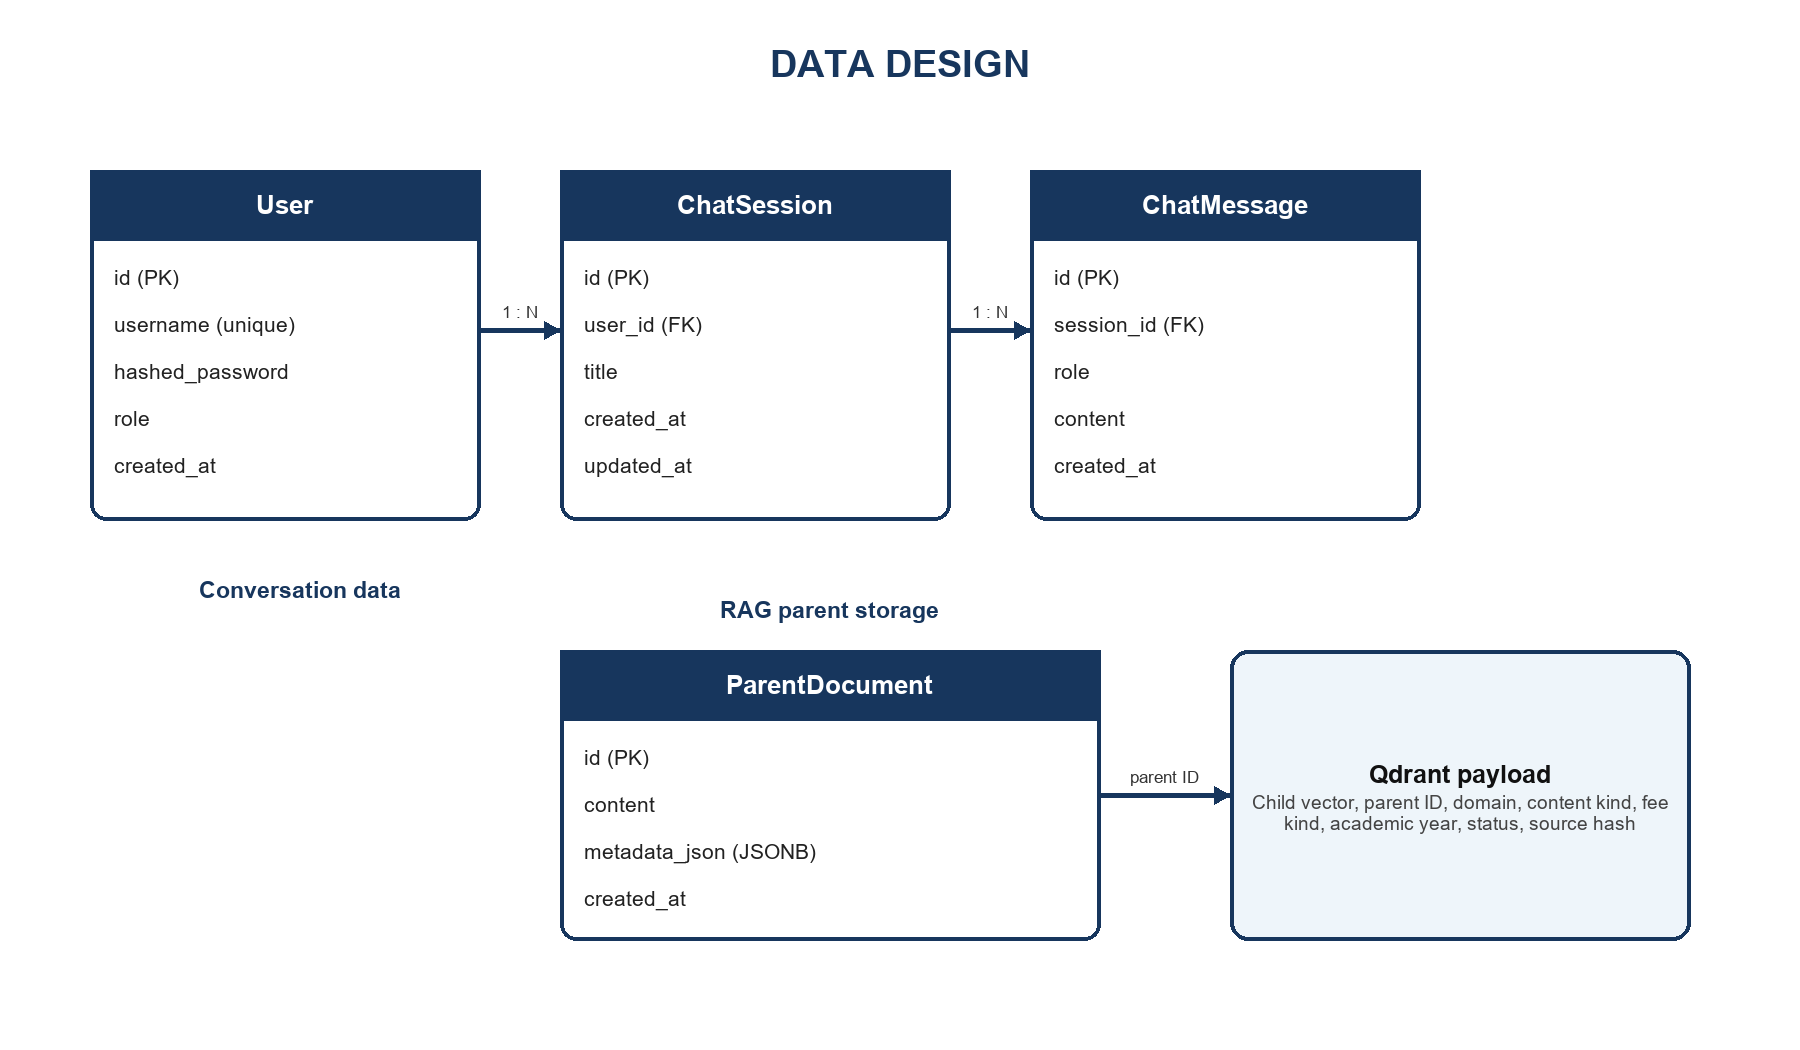 DATA DESIGN
User
id (PK)
username (unique)
hashed_password
role
created_at
1 : N
ChatSession
id (PK)
user_id (FK)
title
created_at
updated_at
1 : N
ChatMessage
id (PK)
session_id (FK)
role
content
created_at
Conversation data
RAG parent storage
ParentDocument
id (PK)
content
metadata_json (JSONB)
created_at
parent ID
Qdrant payload
Child vector, parent ID, domain, content kind, fee
kind, academic year, status, source hash